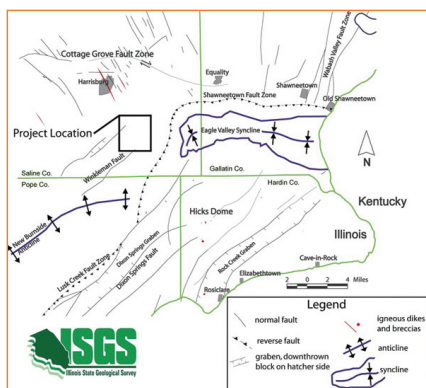 Cottage Grove Fault Zone
Harrisburg
Equality
Shawneetown
Wabash Valley Fault Zone
Shawneetown Fault Zone
Old Shawneetown
Project Location
Eagle Valley Syncline
N
Winkleman Fault
Saline Co.
Pope Co.
Gallatin Co.
Hardin Co.
New Burnside
Anticline
Hicks Dome
Kentucky
Illinois
Lusk Creek Fault Zone
Dixon Springs Graben
Dixon Springs Fault
Rock Creek Graben
Cave-in-Rock
Elizabethtown
Rosiclare
2 0 2 4 Miles
Legend
normal fault
reverse fault
graben, downthrown
block on hatcher side
igneous dikes
and breccias
anticline
syncline
ISGS
Illinois State Geological Survey